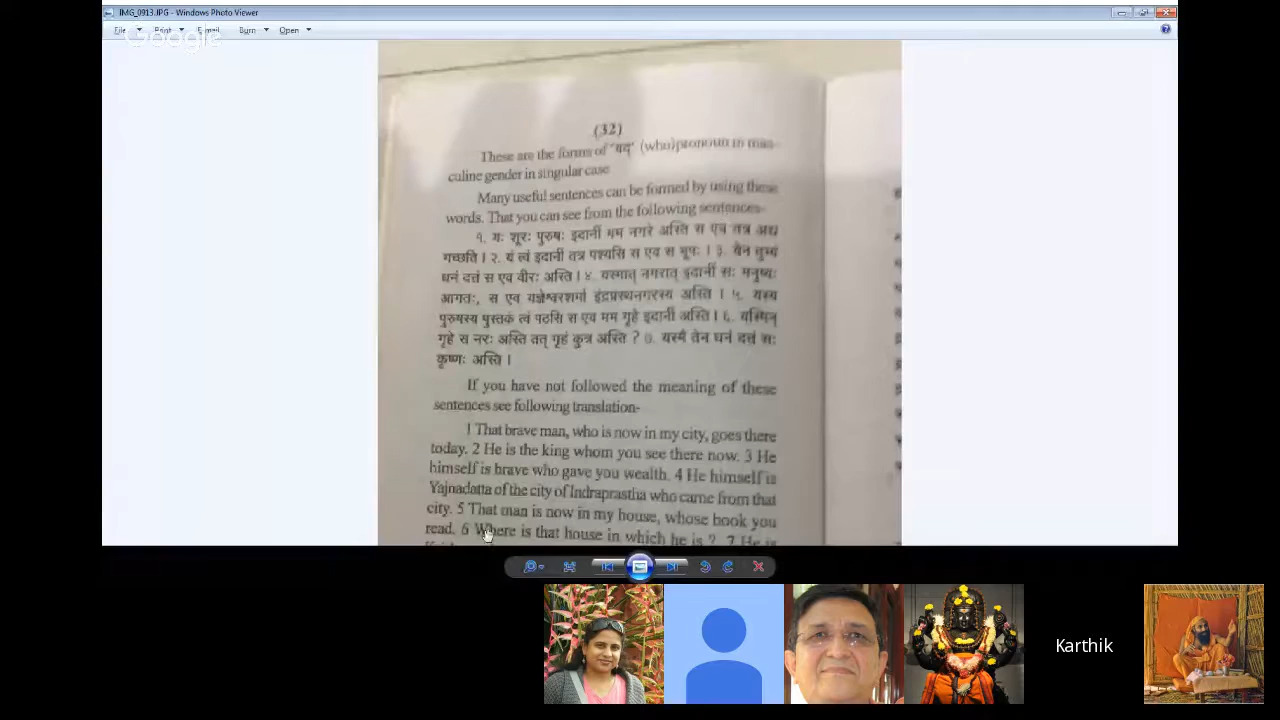 IMG_0913.JPG - Windows Photo Viewer
File Print E-mail Burn Open
Google
(32)
These are the forms of "यद्" (who) pronoun in mas-
culine gender in singular case
Many useful sentences can be formed by using these
words. That you can see from the following sentences-
१. यः शूरः पुरुषः इदानीं मम नगरे अस्ति स एव तत्र अद्य
गच्छति । २. यं त्वं इदानीं तत्र पश्यसि स एव स भूपः । ३. येन तुभ्यं
धनं दत्तं स एव वीरः अस्ति । ४. यस्मात् नगरात् इदानीं सः मनुष्यः
आगतः, स एव यज्ञेश्वरशर्मा इंद्रप्रस्थनगरस्य अस्ति । ५. यस्य
पुरुषस्य पुस्तकं त्वं पठसि स एव मम गृहे इदानीं अस्ति । ६. यस्मिन्
गृहे स नरः अस्ति तत् गृहं कुत्र अस्ति ? ७. यस्मै तेन धनं दत्तं सः
कृष्णः अस्ति ।
If you have not followed the meaning of these
sentences see following translation-
1 That brave man, who is now in my city, goes there
today. 2 He is the king whom you see there now. 3 He
himself is brave who gave you wealth. 4 He himself is
Yajnadatta of the city of Indraprastha who came from that
city. 5 That man is now in my house, whose book you
read. 6 Where is that house in which he is ? 7 He is
Karthik